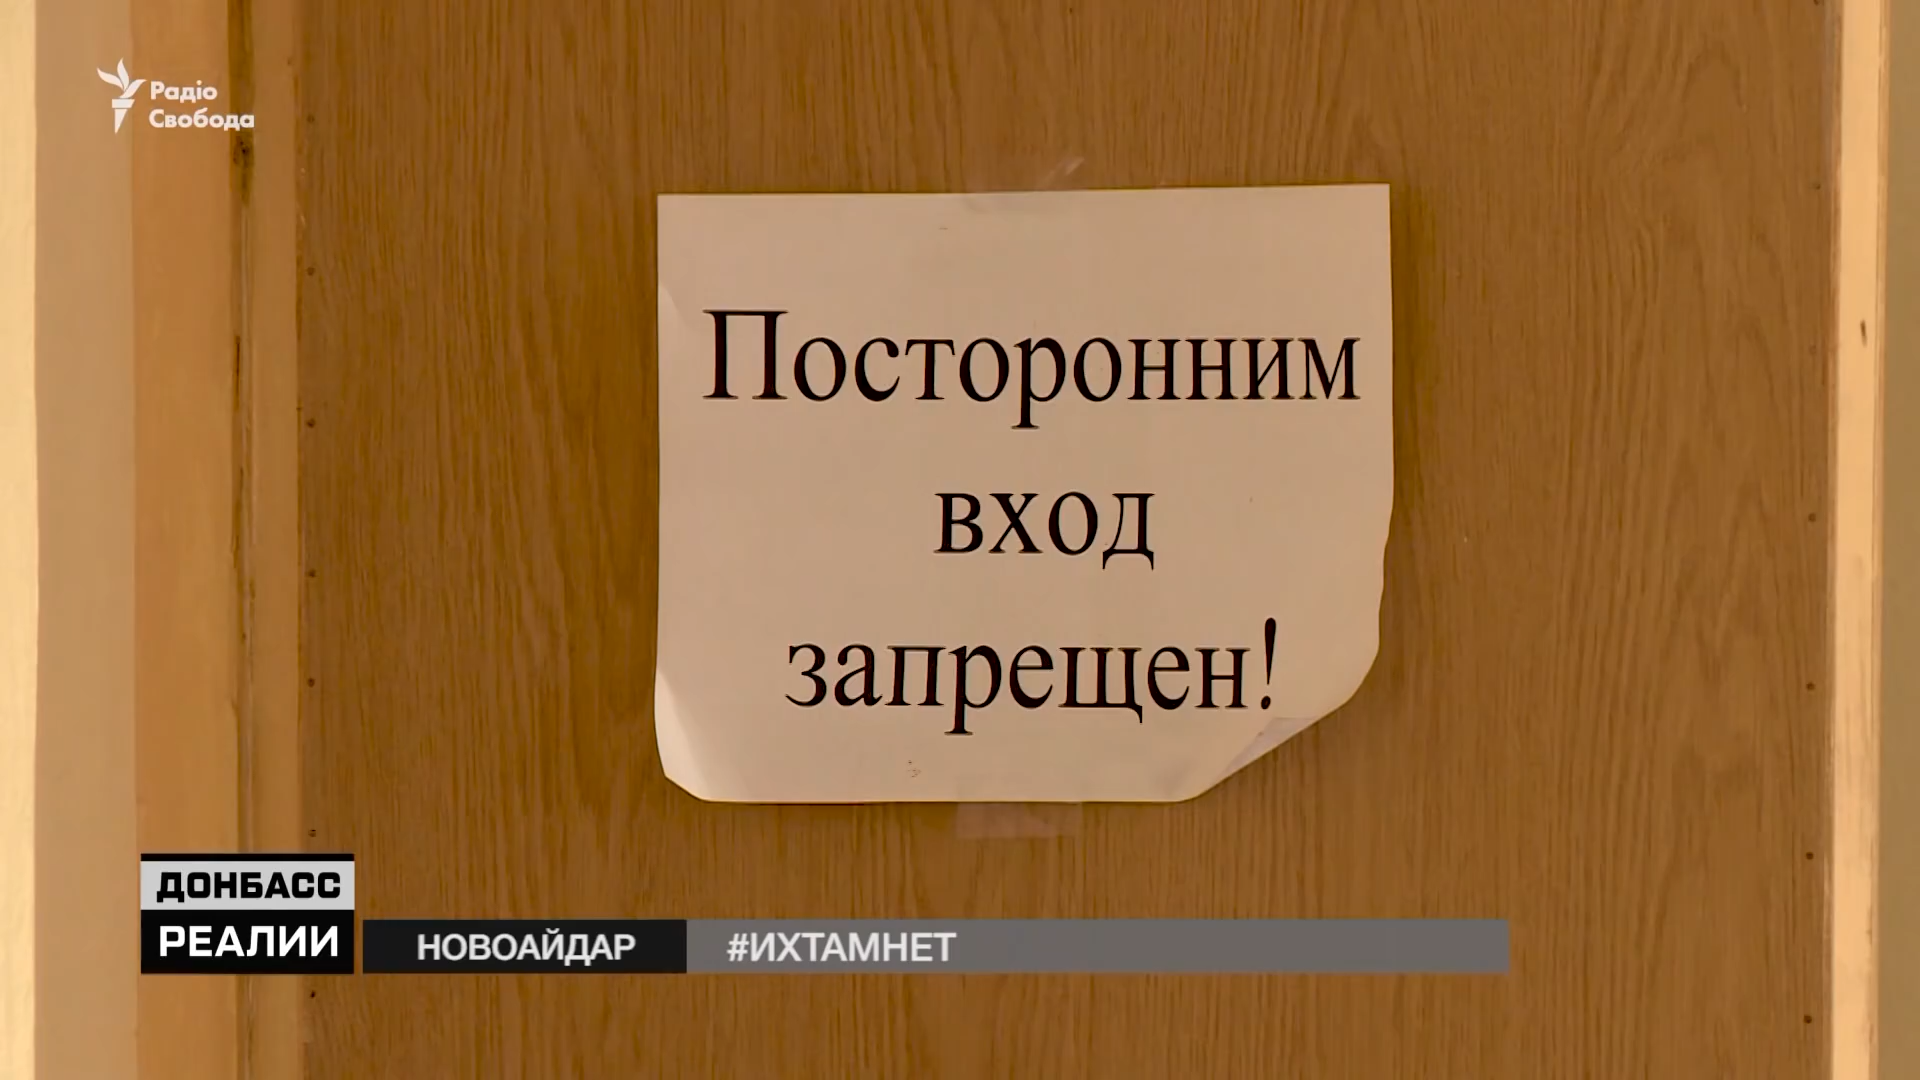 Радіо
Свобода
Посторонним
вход
запрещен!
ДОНБАСС
РЕАЛИИ
НОВОАЙДАР
#ИХТАМНЕТ